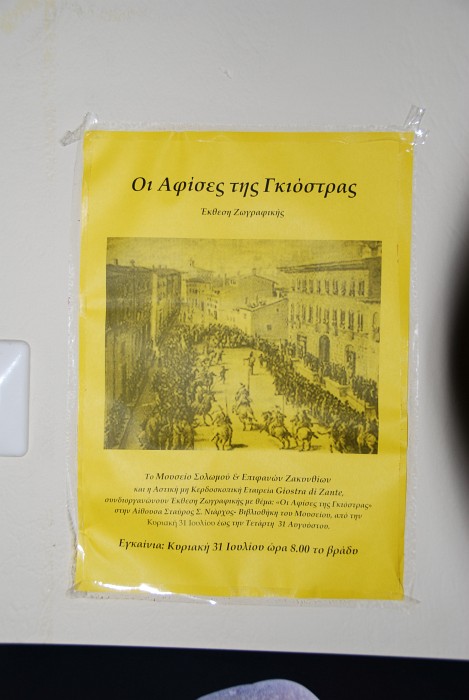 Οι Αφίσες της Γκιόστρας
Έκθεση Ζωγραφικής
Το Μουσείο Σολωμού & Επιφανών Ζακυνθίων
και η Αστική μη Κερδοσκοπική Εταιρεία Giostra di Zante,
συνδιοργανώνουν Έκθεση Ζωγραφικής με θέμα: «Οι Αφίσες της Γκιόστρας»
στην Αίθουσα Σταύρος Σ. Νιάρχος- Βιβλιοθήκη του Μουσείου, από την
Κυριακή 31 Ιουλίου έως την Τετάρτη 31 Αυγούστου.
Εγκαίνια: Κυριακή 31 Ιουλίου ώρα 8.00 το βράδυ